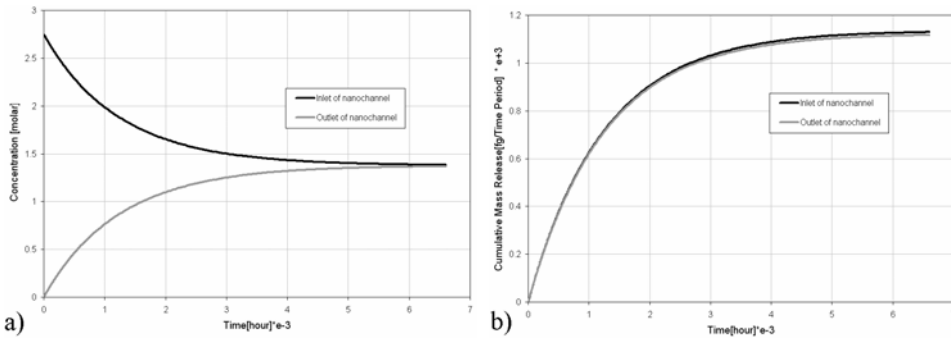 3
2.5
2
1.5
1
0.5
0
Concentration [molar]
Inlet of nanochannel
Outlet of nanochannel
0 1 2 3 4 5 6 7
Time[hour]*e-3
a)
1.2
1
0.8
0.6
0.4
0.2
0
Cumulative Mass Release[fg/Time Period] * e+3
Inlet of nanochannel
Outlet of nanochannel
0 1 2 3 4 5 6
Time[hour]*e-3
b)